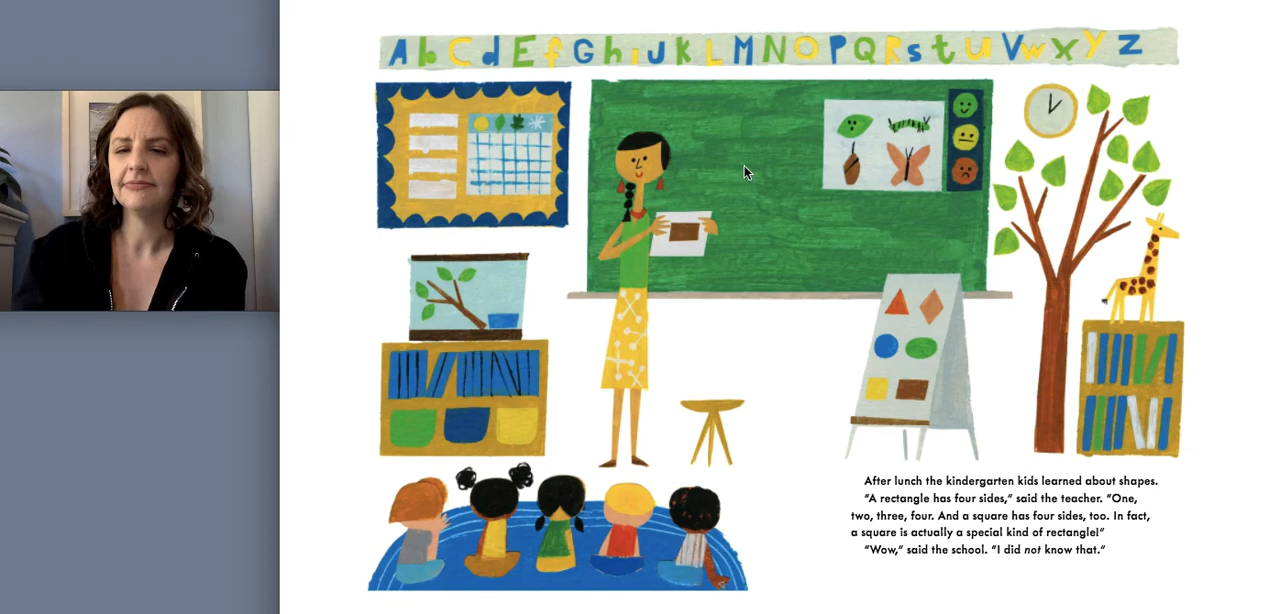 A b C d E f G h i J K L M N O P Q R s t u V w x y z
After lunch the kindergarten kids learned about shapes.
“A rectangle has four sides,” said the teacher. “One,
two, three, four. And a square has four sides, too. In fact,
a square is actually a special kind of rectangle!”
“Wow,” said the school. “I did not know that.”